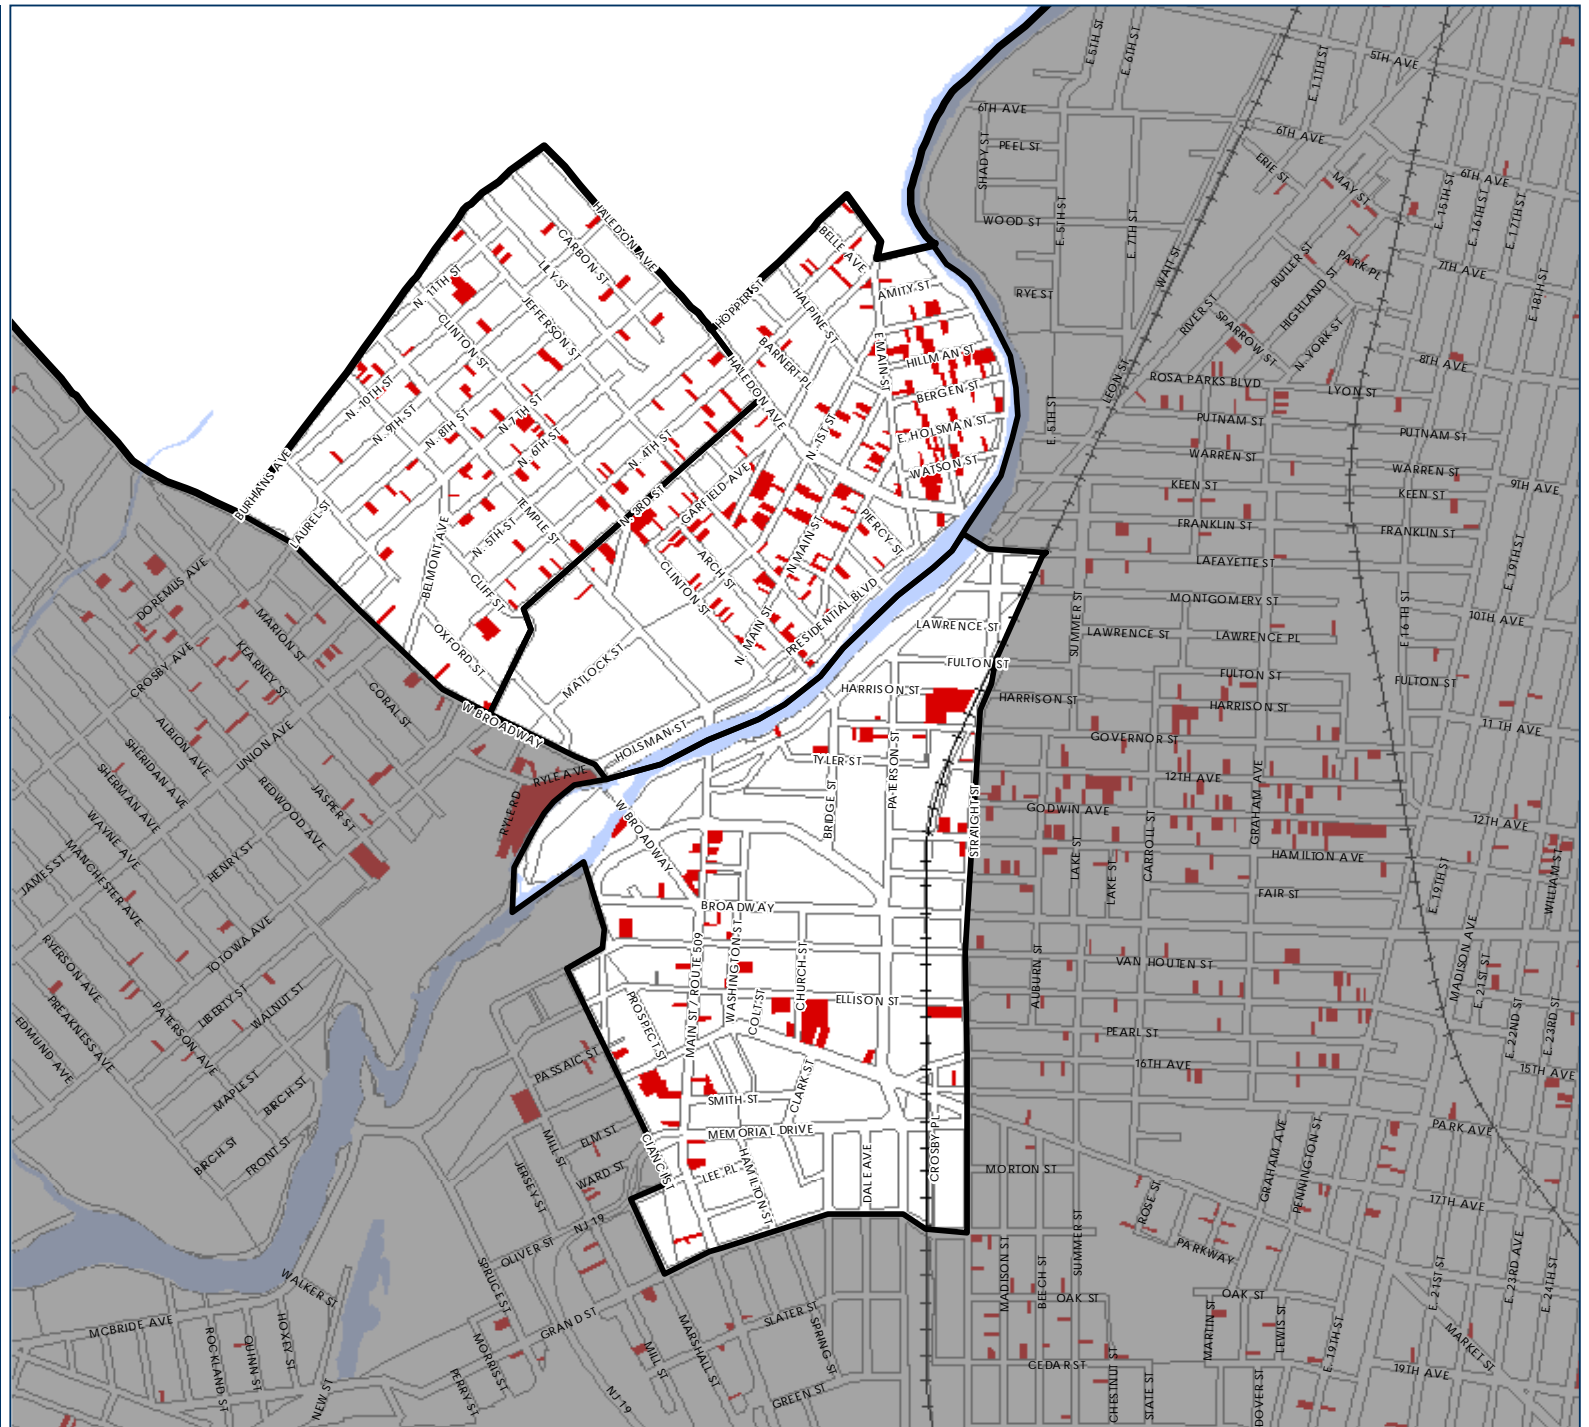 E 5TH ST
E. 6TH ST
E. 11TH ST
5TH AVE
6TH AVE
SHADY ST
PEEL ST
6TH AVE
ERIE ST
MAY ST
6TH AVE
E. 15TH ST
E. 16TH ST
E. 17TH ST
WOOD ST
E. 5TH ST
E. 7TH ST
WAIT ST
BUTLER ST
PARK PL
7TH AVE
E. 18TH ST
HALEDON AVE
CARBON ST
LILY ST
BELLE AVE
AMITY ST
RYE ST
HIGHLAND ST
RIVER ST
SPARROW ST
N. YORK ST
N. 11TH ST
JEFFERSON ST
HOPPER ST
HALPINE ST
CLINTON ST
BARNERT PL
E MAIN ST
HILLMAN ST
LEON ST
8TH AVE
N. 10TH ST
HALEDON AVE
BERGEN ST
ROSA PARKS BLVD
LYON ST
N. 9TH ST
N. 8TH ST
N. 7TH ST
N. 6TH ST
N. 4TH ST
N. 1ST ST
E. HOLSMAN ST
E. 5TH ST
PUTNAM ST
PUTNAM ST
BURHANS AVE
WATSON ST
WARREN ST
WARREN ST
KEEN ST
KEEN ST
9TH AVE
LAUREL ST
BELMONT AVE
TEMPLE ST
N. 5TH ST
N. 3RD ST
GARFIELD AVE
N. MAIN ST
PIERCY ST
FRANKLIN ST
FRANKLIN ST
E. 19TH ST
LAFAYETTE ST
DOREMUS AVE
CLIFF ST
ARCH ST
CLINTON ST
PRESIDENTIAL BLVD
MONTGOMERY ST
E 16 TH ST
10TH AVE
MARION ST
OXFORD ST
N. MAIN ST
LAWRENCE ST
SUMMER ST
LAWRENCE ST
LAWRENCE PL
CROSBY AVE
KEARNEY ST
MATLOCK ST
FULTON ST
FULTON ST
FULTON ST
CORAL ST
HARRISON ST
HARRISON ST
HARRISON ST
ALBION AVE
UNION AVE
W BROADWAY
HOLSMAN ST
11 TH AVE
SHERIDAN AVE
TYLER ST
PATERSON ST
GOVERNOR ST
SHERMAN AVE
REDWOOD AVE
JASPER ST
RYLE AVE
RYLE RD
W BROADWAY
BRIDGE ST
STRAIGHT ST
12TH AVE
GODWIN AVE
GRAHAM AVE
12TH AVE
WAYNE AVE
HENRY ST
LAKE ST
LAKE ST
CARROLL ST
HAMILTON AVE
JAMES ST
MANCHESTER AVE
FAIR ST
E. 19TH ST
WILLIAM ST
BROADWAY
TOTOWA AVE
RYERSON AVE
MAIN ST / ROUTE 509
WASHINGTON ST
CHURCH ST
AUBURN ST
VAN HOUTEN ST
MADISON AVE
E. 21ST ST
PREAKNESS AVE
PATERSON AVE
LIBERTY ST
WALNUT ST
PROSPECT ST
COLT ST
ELLISON ST
E. 22ND ST
E. 23RD ST
EDMUND AVE
PEARL ST
PASSAIC ST
16TH AVE
15TH AVE
MAPLE ST
BIRCH ST
SMITH ST
CLARK ST
MEMORIAL DRIVE
PARK AVE
BIRCH ST
FRONT ST
MILL ST
ELM ST
CIANCI ST
LEE PL
HAMILTON ST
DALE AVE
CROSBY PL
MORTON ST
GRAHAM AVE
PENNINGTON ST
JERSEY ST
WARD ST
ROSE ST
17TH AVE
NJ 19
OLIVER ST
SPRUCE ST
SUMMER ST
PARKWAY
WALKER ST
MADISON ST
BEECH ST
OAK ST
OAK ST
E. 21ST ST
E. 23RD AVE
E. 24TH ST
MCBRIDE AVE
ROCKLAND ST
QUINN ST
HOXEY ST
GRAND ST
MORRIS ST
MILL ST
MARSHALL ST
SLATER ST
SPRING ST
CEDAR ST
MARTIN ST
LEWIS ST
E. 19TH ST
MARKET ST
19TH AVE
NEW ST
PERRY ST
NJ 19
GREEN ST
CHESTNUT ST
SLATE ST
DOVER ST